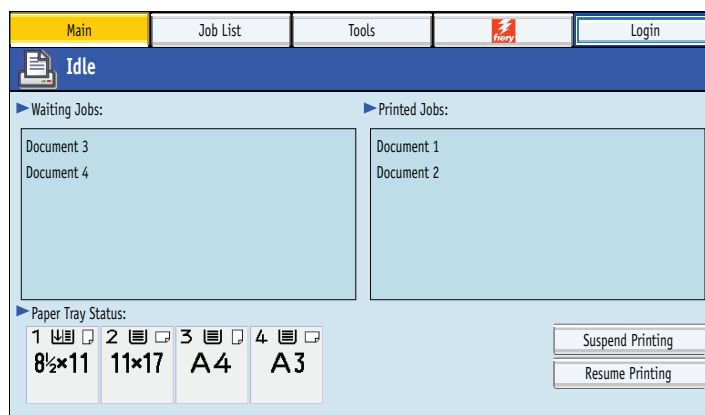 Main Job List Tools fiery Login
Idle
Waiting Jobs: Printed Jobs:
Document 3
Document 4
Document 1
Document 2
Paper Tray Status:
1 2 3 4
8½×11 11×17 A4 A3
Suspend Printing
Resume Printing